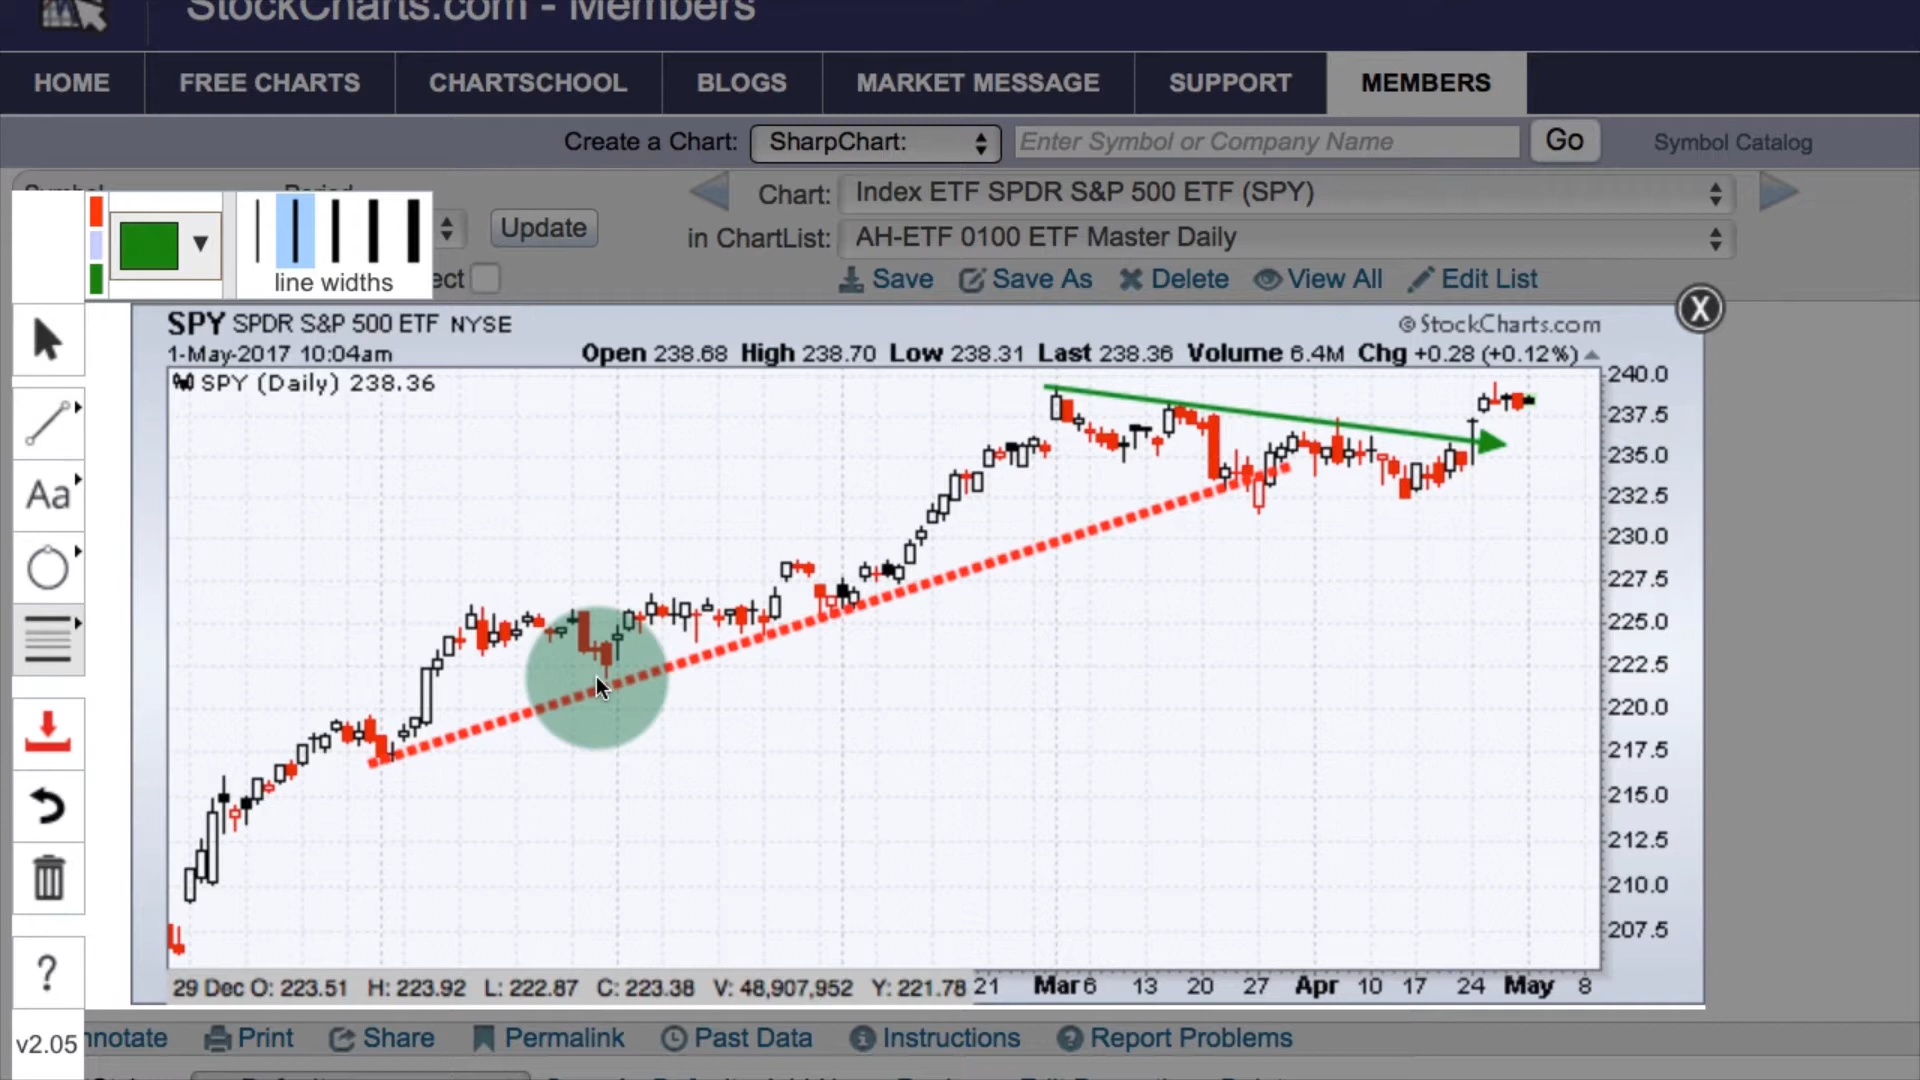 StockCharts.com - Members
HOME FREE CHARTS CHARTSCHOOL BLOGS MARKET MESSAGE SUPPORT MEMBERS
Create a Chart: SharpChart: Enter Symbol or Company Name Go Symbol Catalog
Symbol Period
Chart: Index ETF SPDR S&P 500 ETF (SPY)
Update
in ChartList: AH-ETF 0100 ETF Master Daily
line widths
ect
Save Save As Delete View All Edit List
X
SPY SPDR S&P 500 ETF NYSE
© StockCharts.com
1-May-2017 10:04am
Open 238.68 High 238.70 Low 238.31 Last 238.36 Volume 6.4M Chg +0.28 (+0.12%)
SPY (Daily) 238.36
240.0
237.5
235.0
232.5
230.0
227.5
225.0
222.5
220.0
217.5
215.0
212.5
210.0
207.5
Aa
?
v2.05
29 Dec O: 223.51 H: 223.92 L: 222.87 C: 223.38 V: 48,907,952 Y: 221.78
21 Mar 6 13 20 27 Apr 10 17 24 May 8
nnotate Print Share Permalink Past Data Instructions Report Problems